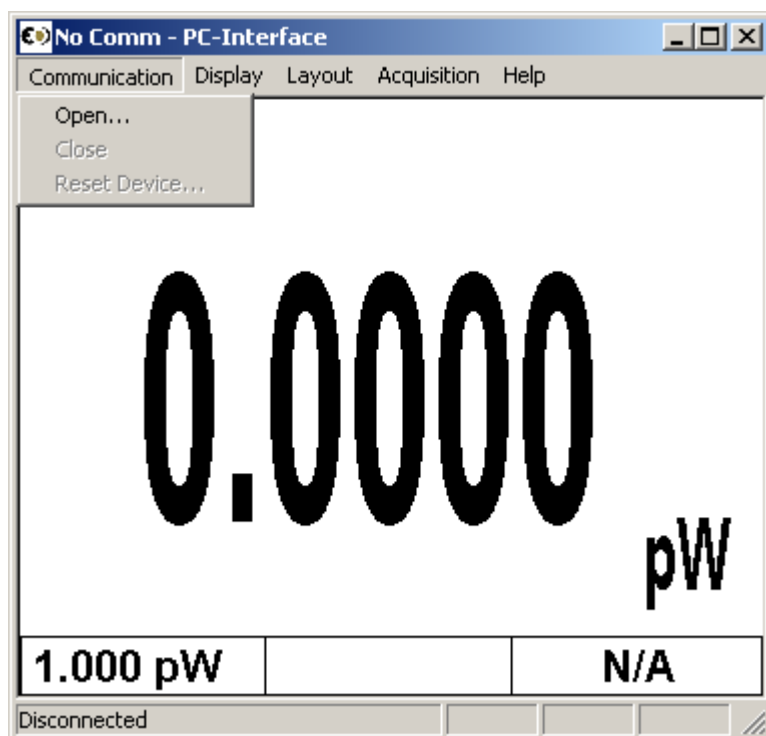 No Comm - PC-Interface
Communication Display Layout Acquisition Help
Open...
Close
Reset Device...
0.0000
pW
1.000 pW N/A
Disconnected